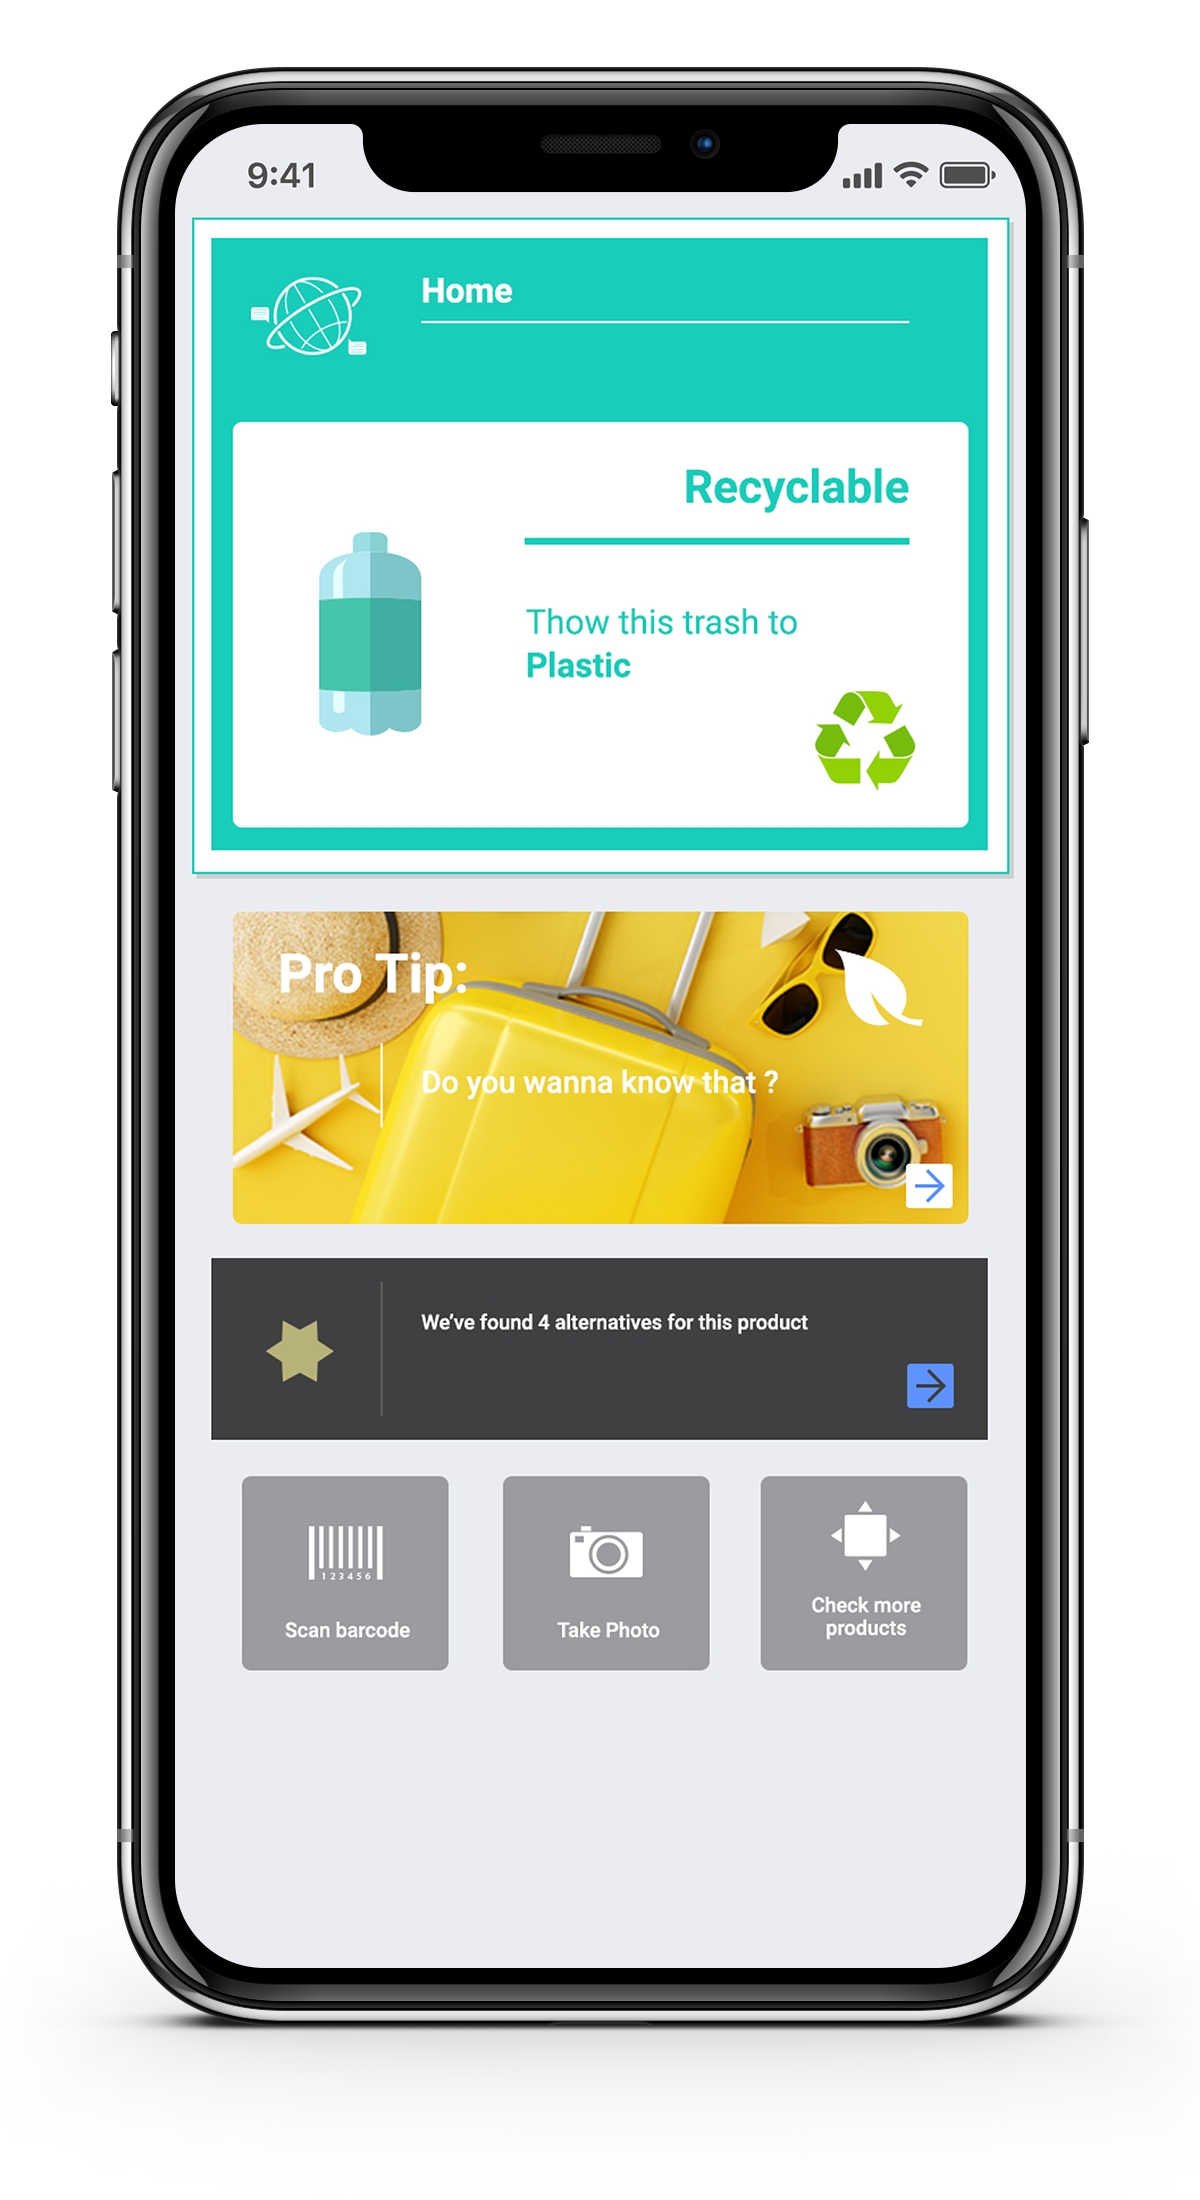 9:41
Home
Recyclable
Thow this trash to
Plastic
Pro Tip:
Do you wanna know that ?
We've found 4 alternatives for this product
123456
Scan barcode
Take Photo
Check more
products